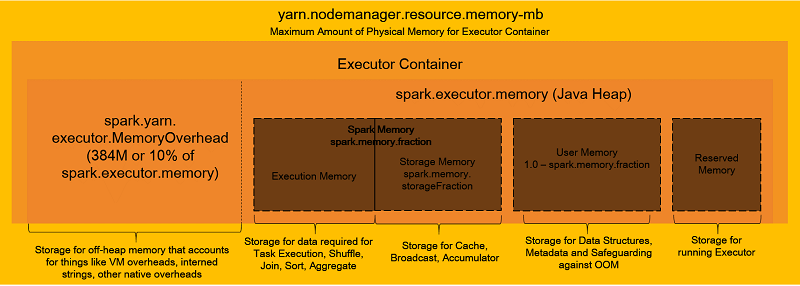 yarn.nodemanager.resource.memory-mb
Maximum Amount of Physical Memory for Executor Container
Executor Container
spark.executor.memory (Java Heap)
spark.yarn.
executor.MemoryOverhead
(384M or 10% of
spark.executor.memory)
Spark Memory
spark.memory.fraction
Execution Memory
Storage Memory
spark.memory.
storageFraction
User Memory
1.0 – spark.memory.fraction
Reserved
Memory
Storage for off-heap memory that accounts
for things like VM overheads, interned
strings, other native overheads
Storage for data required for
Task Execution, Shuffle,
Join, Sort, Aggregate
Storage for Cache,
Broadcast, Accumulator
Storage for Data Structures,
Metadata and Safeguarding
against OOM
Storage for
running Executor